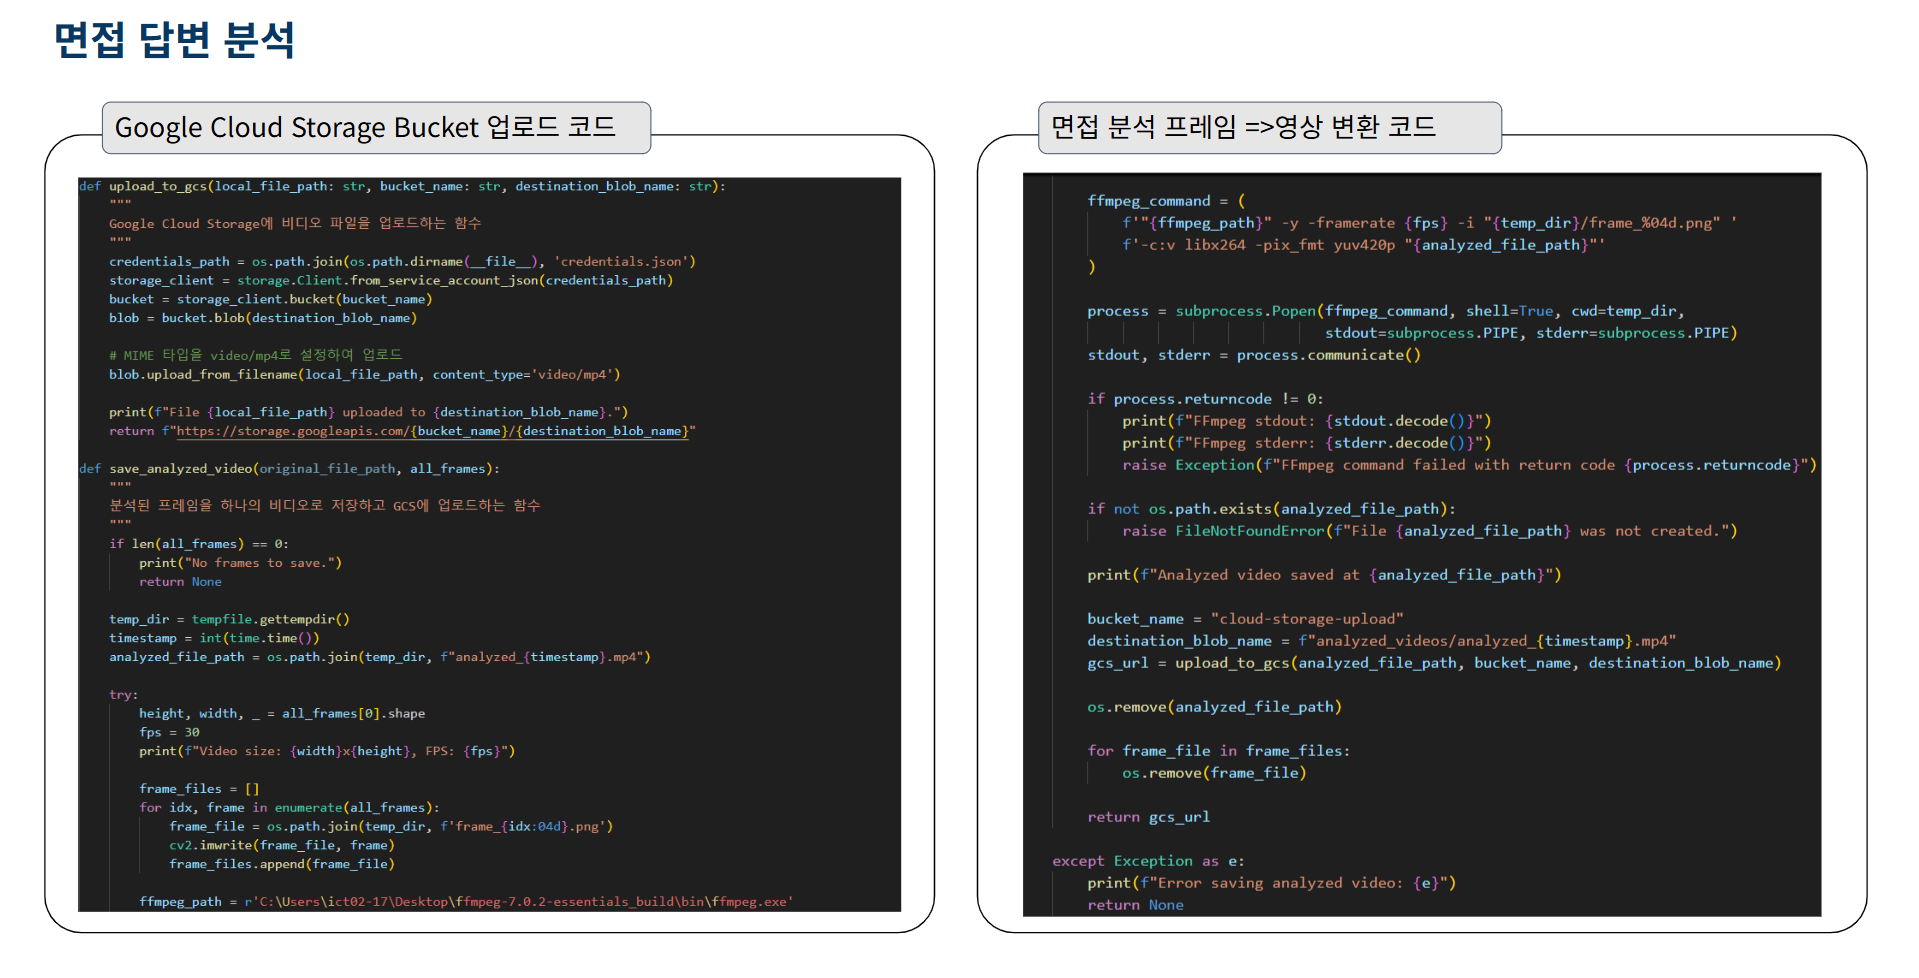 면접 답변 분석
Google Cloud Storage Bucket 업로드 코드
def upload_to_gcs(local_file_path: str, bucket_name: str, destination_blob_name: str):
    """
    Google Cloud Storage에 비디오 파일을 업로드하는 함수
    """
    credentials_path = os.path.join(os.path.dirname(__file__), 'credentials.json')
    storage_client = storage.Client.from_service_account_json(credentials_path)
    bucket = storage_client.bucket(bucket_name)
    blob = bucket.blob(destination_blob_name)
    # MIME 타입을 video/mp4로 설정하여 업로드
    blob.upload_from_filename(local_file_path, content_type='video/mp4')
    print(f"File {local_file_path} uploaded to {destination_blob_name}.")
    return f"https://storage.googleapis.com/{bucket_name}/{destination_blob_name}"
def save_analyzed_video(original_file_path, all_frames):
    """
    분석된 프레임을 하나의 비디오로 저장하고 GCS에 업로드하는 함수
    """
    if len(all_frames) == 0:
        print("No frames to save.")
        return None
    temp_dir = tempfile.gettempdir()
    timestamp = int(time.time())
    analyzed_file_path = os.path.join(temp_dir, f"analyzed_{timestamp}.mp4")
    try:
        height, width, _ = all_frames[0].shape
        fps = 30
        print(f"Video size: {width}x{height}, FPS: {fps}")
        frame_files = []
        for idx, frame in enumerate(all_frames):
            frame_file = os.path.join(temp_dir, f'frame_{idx:04d}.png')
            cv2.imwrite(frame_file, frame)
            frame_files.append(frame_file)
        ffmpeg_path = r'C:\Users\ict02-17\Desktop\ffmpeg-7.0.2-essentials_build\bin\ffmpeg.exe'
면접 분석 프레임 =>영상 변환 코드
        ffmpeg_command = (
            f'"{ffmpeg_path}" -y -framerate {fps} -i "{temp_dir}/frame_%04d.png" '
            f'-c:v libx264 -pix_fmt yuv420p "{analyzed_file_path}"'
        )
        process = subprocess.Popen(ffmpeg_command, shell=True, cwd=temp_dir,
                                   stdout=subprocess.PIPE, stderr=subprocess.PIPE)
        stdout, stderr = process.communicate()
        if process.returncode != 0:
            print(f"FFmpeg stdout: {stdout.decode()}")
            print(f"FFmpeg stderr: {stderr.decode()}")
            raise Exception(f"FFmpeg command failed with return code {process.returncode}")
        if not os.path.exists(analyzed_file_path):
            raise FileNotFoundError(f"File {analyzed_file_path} was not created.")
        print(f"Analyzed video saved at {analyzed_file_path}")
        bucket_name = "cloud-storage-upload"
        destination_blob_name = f"analyzed_videos/analyzed_{timestamp}.mp4"
        gcs_url = upload_to_gcs(analyzed_file_path, bucket_name, destination_blob_name)
        os.remove(analyzed_file_path)
        for frame_file in frame_files:
            os.remove(frame_file)
        return gcs_url
    except Exception as e:
        print(f"Error saving analyzed video: {e}")
        return None